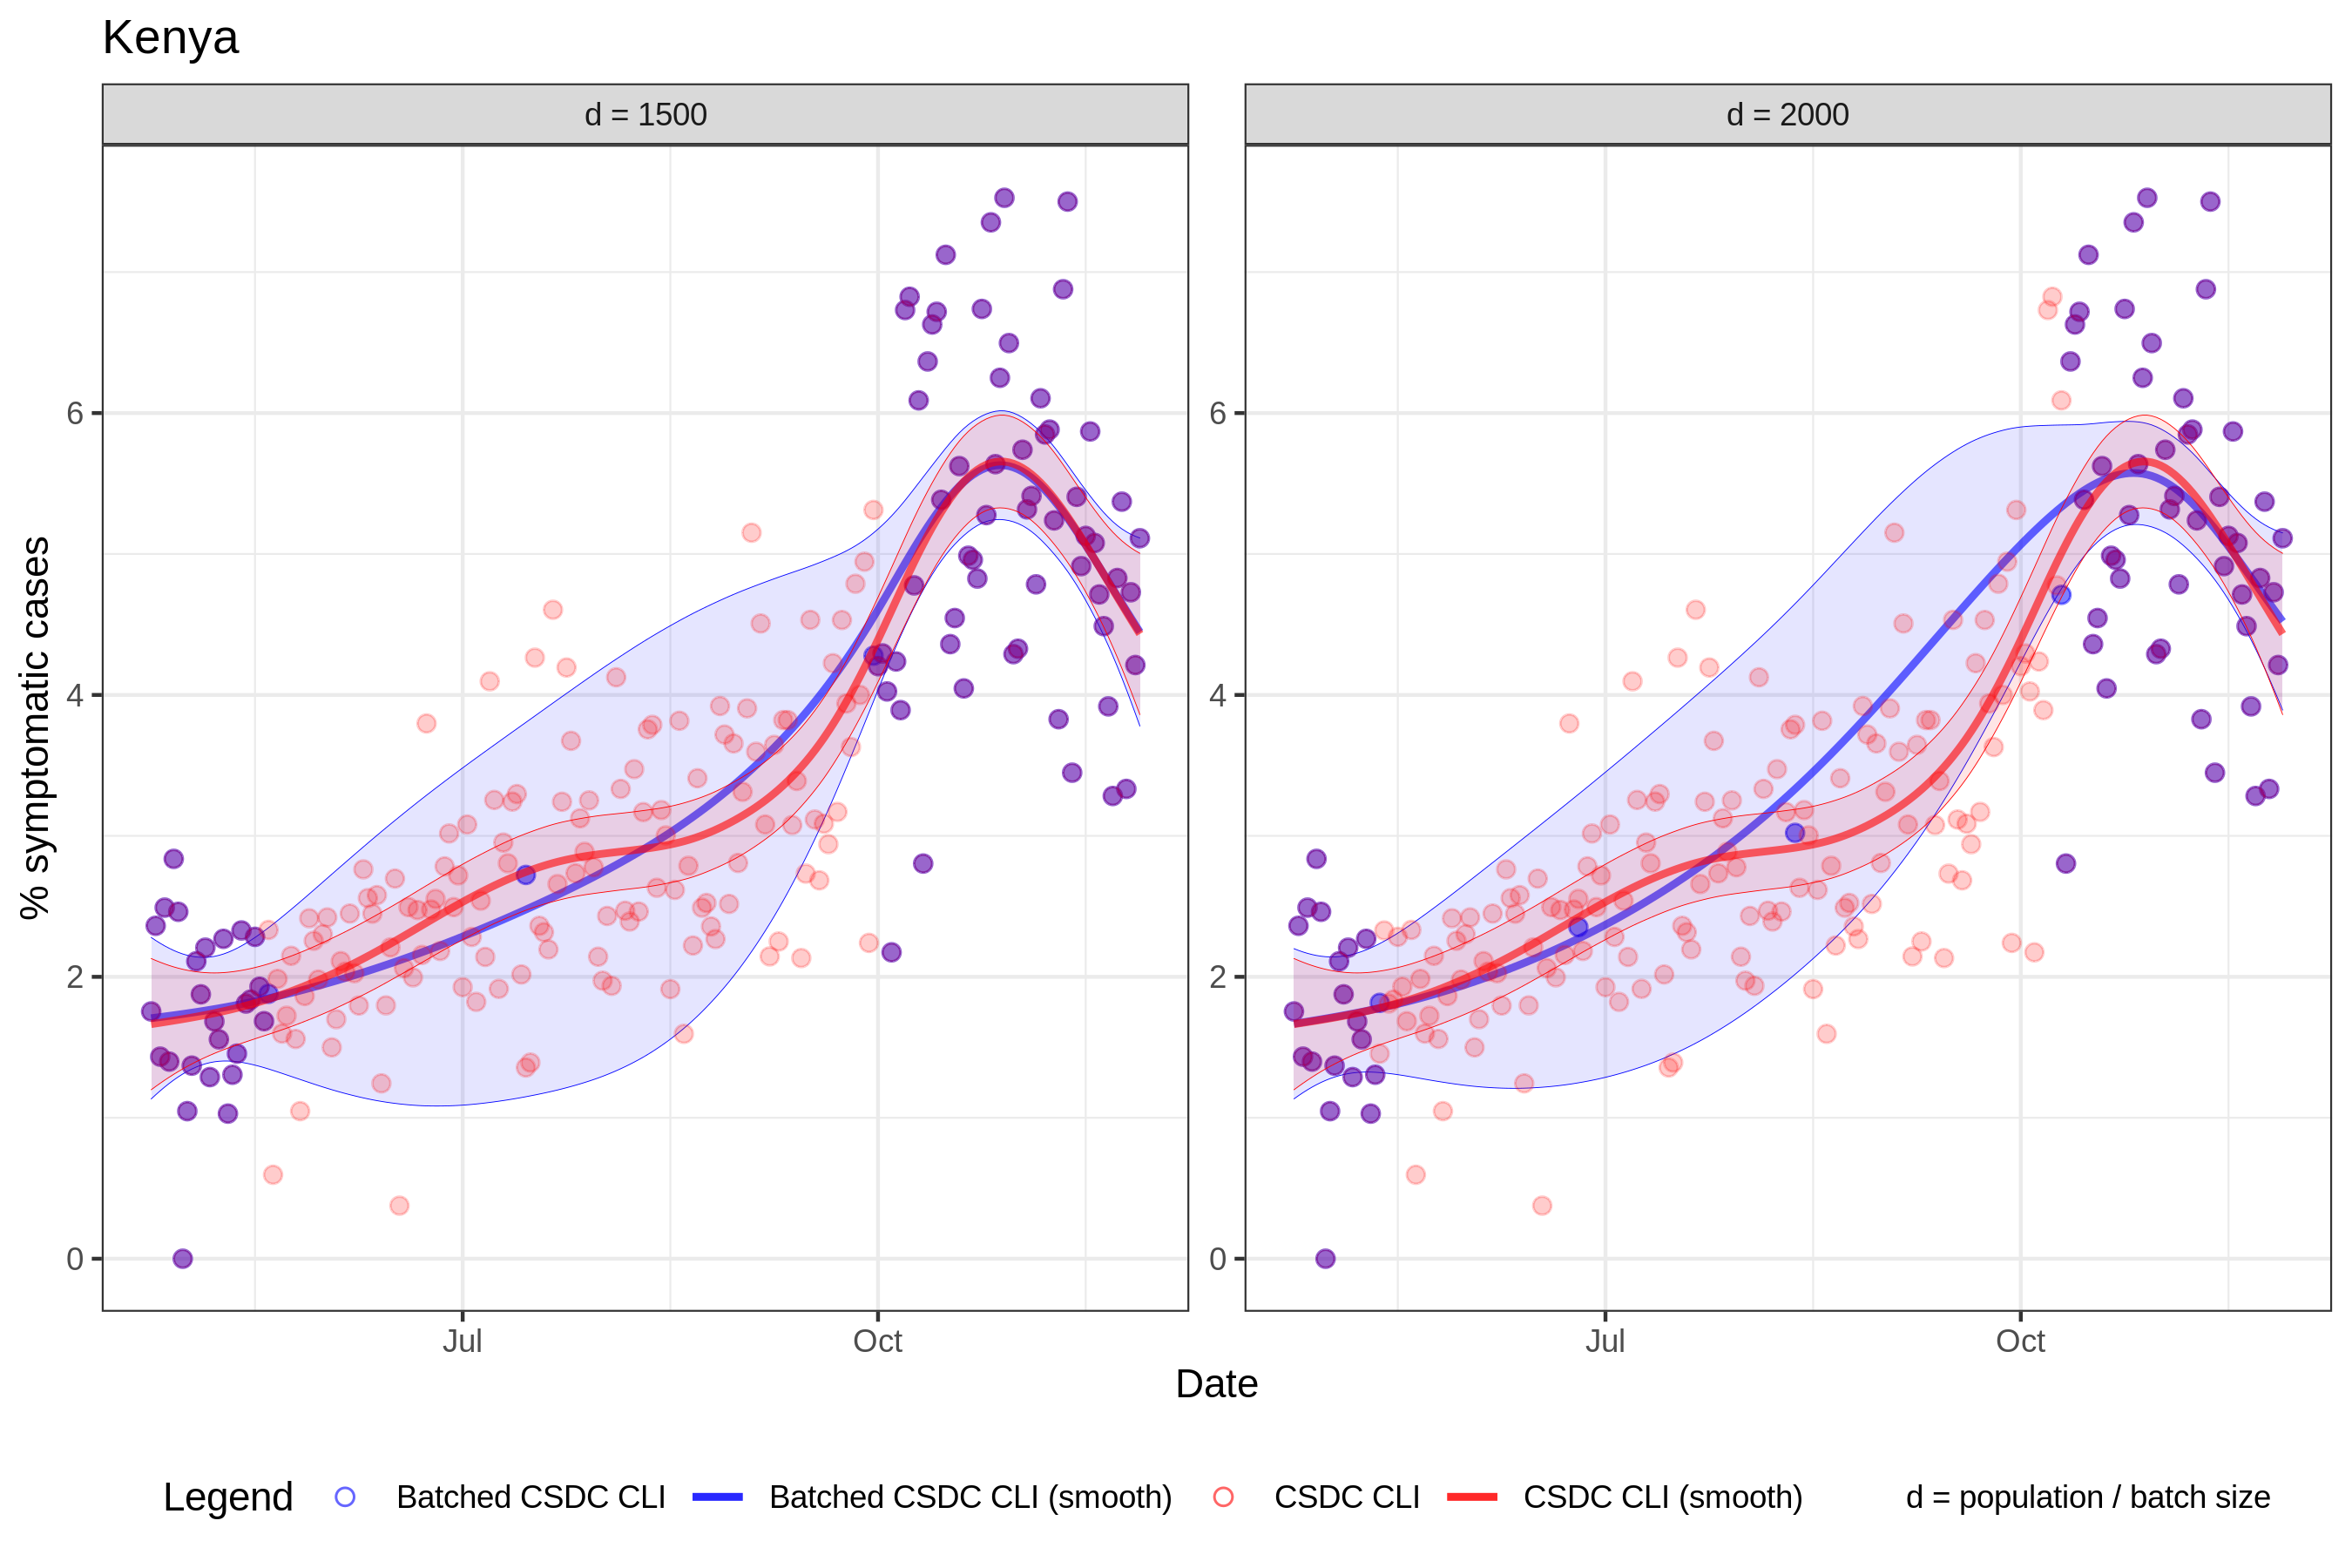 Kenya
d = 1500
d = 2000
% symptomatic cases
6
4
2
0
6
4
2
0
Jul
Oct
Jul
Oct
Date
Legend
Batched CSDC CLI
Batched CSDC CLI (smooth)
CSDC CLI
CSDC CLI (smooth)
d = population / batch size